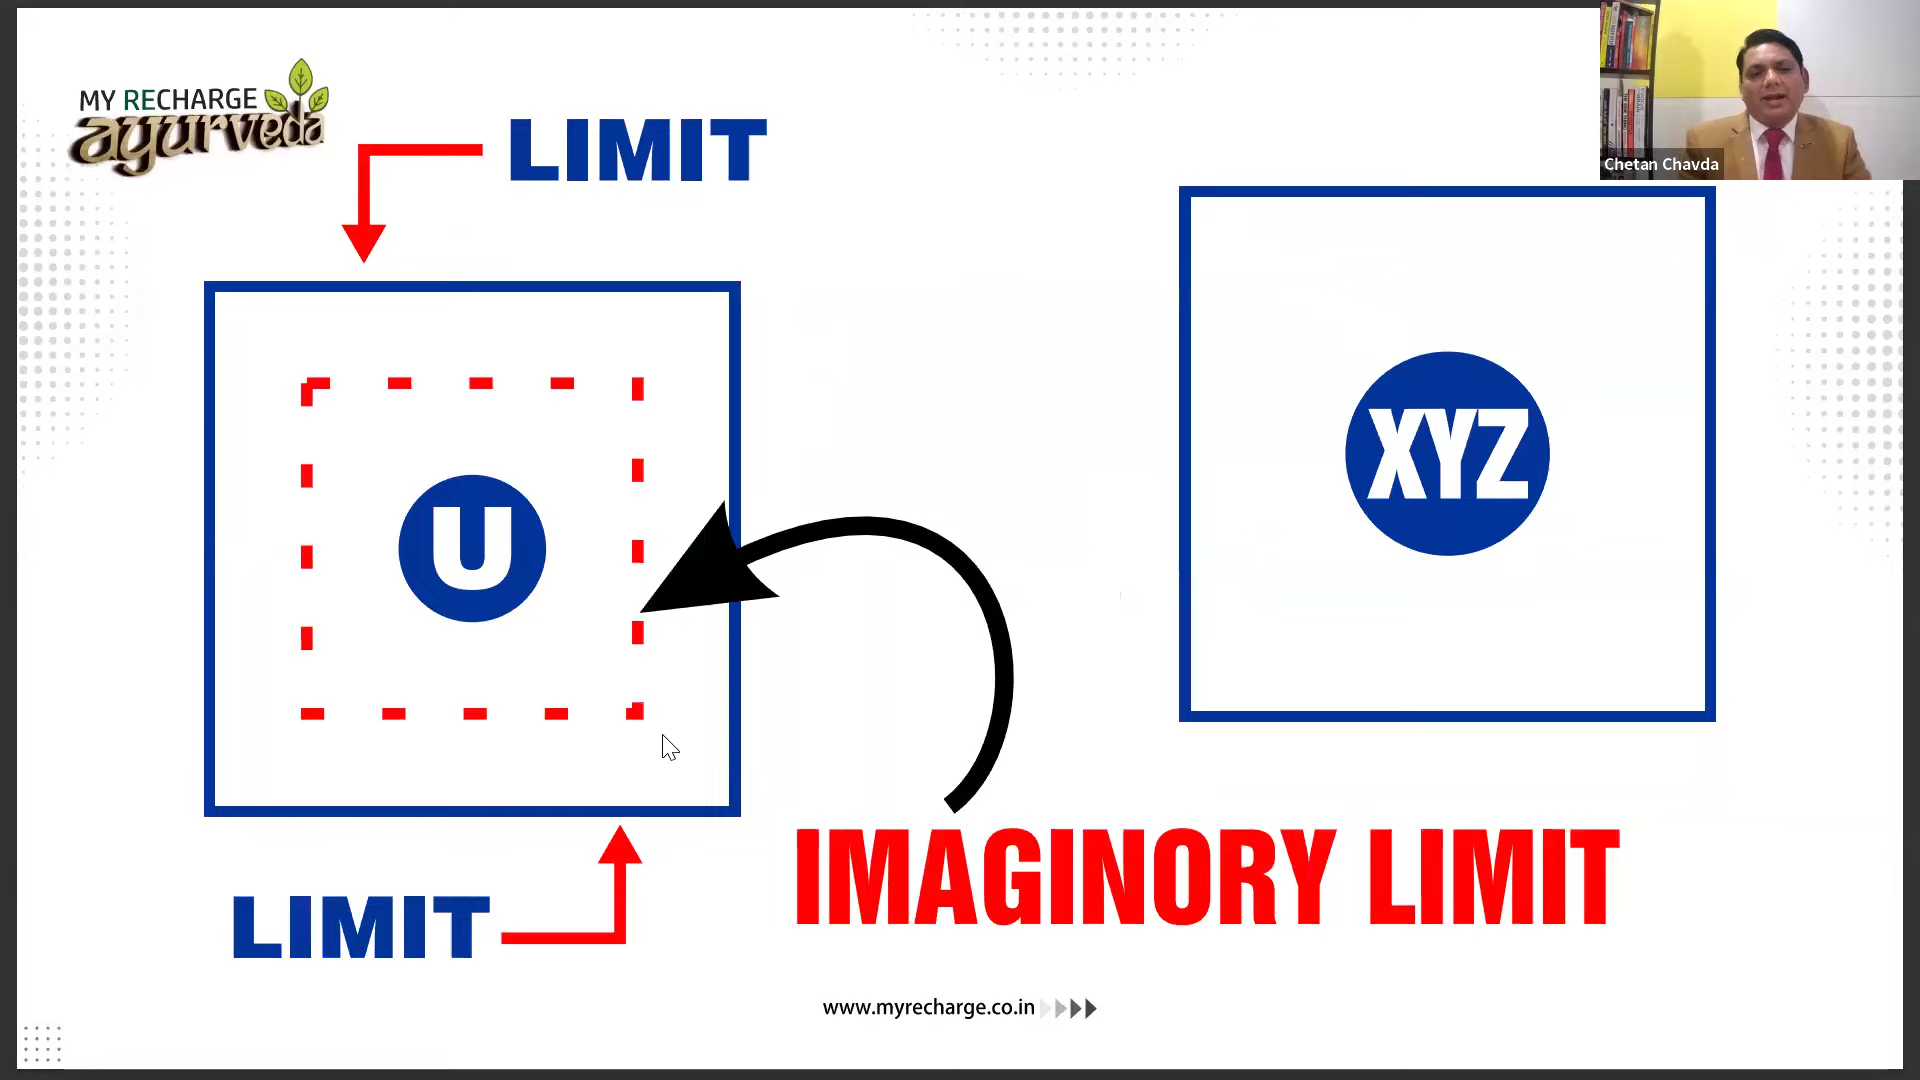 MY RECHARGE
ayurveda
LIMIT
Chetan Chavda
XYZ
U
IMAGINORY LIMIT
LIMIT
www.myrecharge.co.in